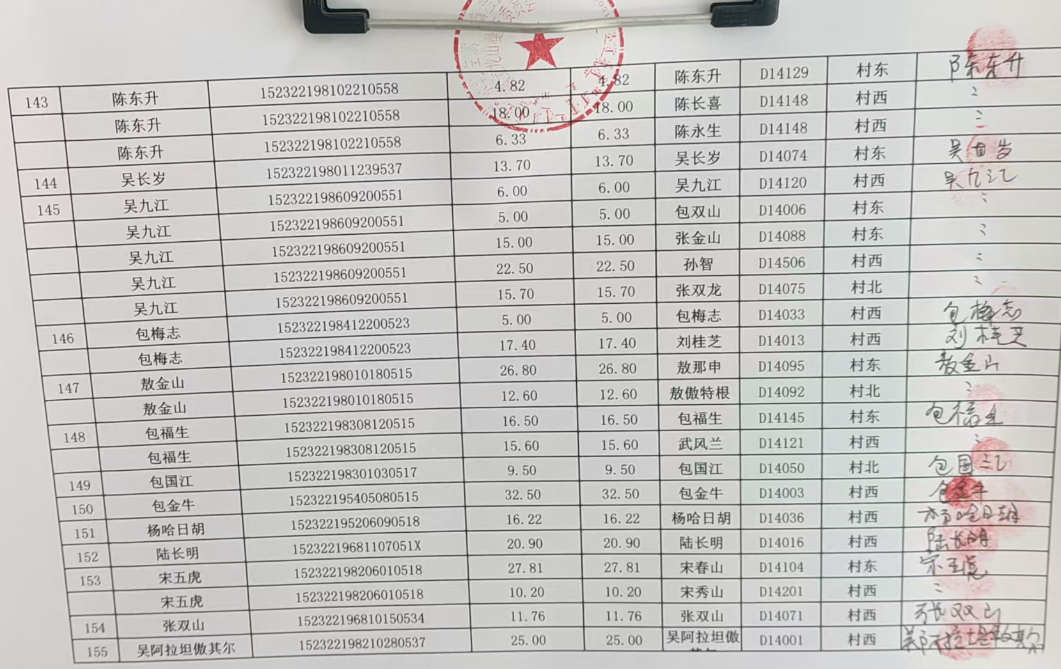 143 陈东升 152322198102210558 4.82 4.82 陈东升 D14129 村东 陈东升
陈东升 152322198102210558 18.00 18.00 陈长喜 D14148 村西
陈东升 152322198102210558 6.33 6.33 陈永生 D14148 村西
144 吴长岁 152322198011239537 13.70 13.70 吴长岁 D14074 村东
145 吴九江 152322198609200551 6.00 6.00 吴九江 D14120 村西 吴九江
吴九江 152322198609200551 5.00 5.00 包双山 D14006 村东
吴九江 152322198609200551 15.00 15.00 张金山 D14088 村东
吴九江 152322198609200551 22.50 22.50 孙智 D14506 村西
吴九江 152322198609200551 15.70 15.70 张双龙 D14075 村北
146 包梅志 152322198412200523 5.00 5.00 包梅志 D14033 村西 包梅志
包梅志 152322198412200523 17.40 17.40 刘桂芝 D14013 村西 刘桂芝
147 敖金山 152322198010180515 26.80 26.80 敖那申 D14095 村东 敖金山
敖金山 152322198010180515 12.60 12.60 敖傲特根 D14092 村北
148 包福生 152322198308120515 16.50 16.50 包福生 D14145 村东 包福生
包福生 152322198308120515 15.60 15.60 武风兰 D14121 村西
149 包国江 152322198301030517 9.50 9.50 包国江 D14050 村北 包国江
150 包金牛 152322195405080515 32.50 32.50 包金牛 D14003 村西 包金牛
151 杨哈日胡 152322195206090518 16.22 16.22 杨哈日胡 D14036 村西 杨哈日胡
152 陆长明 15232219681107051X 20.90 20.90 陆长明 D14016 村西 陆长明
153 宋五虎 152322198206010518 27.81 27.81 宋春山 D14104 村东 宋五虎
宋五虎 152322198206010518 10.20 10.20 宋秀山 D14201 村西
154 张双山 152322196810150534 11.76 11.76 张双山 D14071 村西 张双山
155 吴阿拉坦傲其尔 152322198210280537 25.00 25.00 吴阿拉坦傲 D14001 村西 吴阿拉坦敖其尔